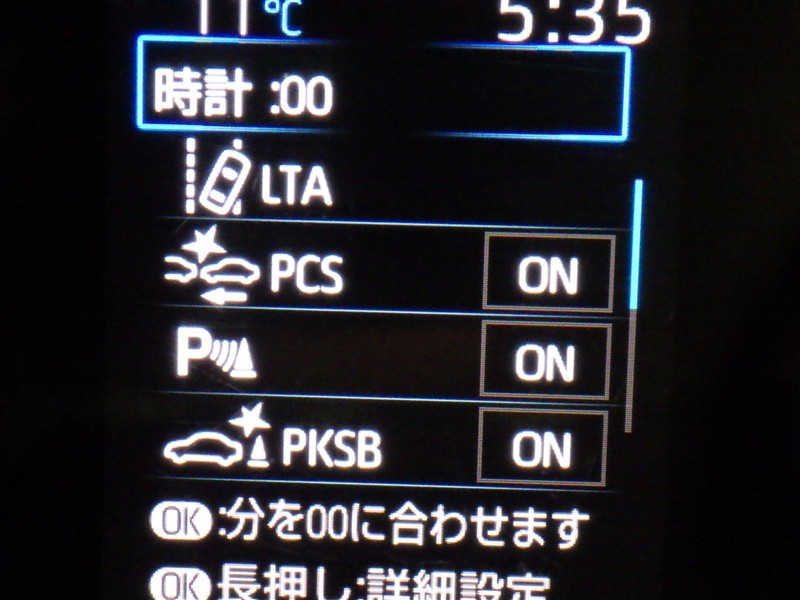 11℃ 5:35
時計 :00
LTA
PCS ON
P ON
PKSB ON
OK:分を00に合わせます
OK長押し:詳細設定